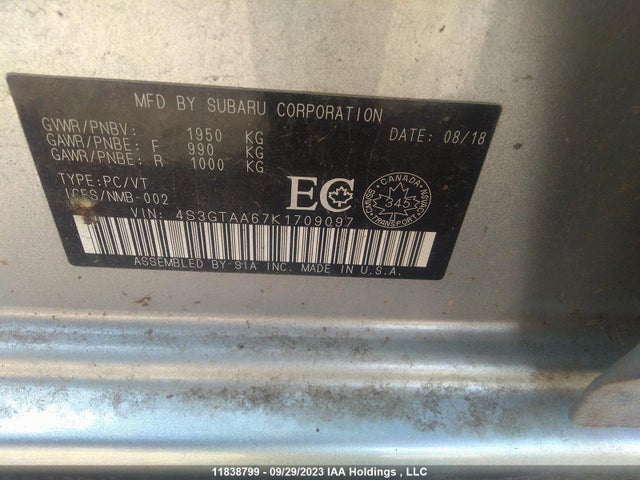 MFD BY SUBARU CORPORATION
GVWR/PNBV: 1950 KG DATE: 08/18
GAWR/PNBE: F 990 KG
GAWR/PNBE: R 1000 KG
TYPE:PC/VT
ICES/NMB-002
EC
CANADA
345
TRANSPORT
NSVAC
SNVMC
VIN: 4S3GTAA67K1709097
ASSEMBLED BY SIA INC. MADE IN U.S.A.
11838799 - 09/29/2023 IAA Holdings , LLC